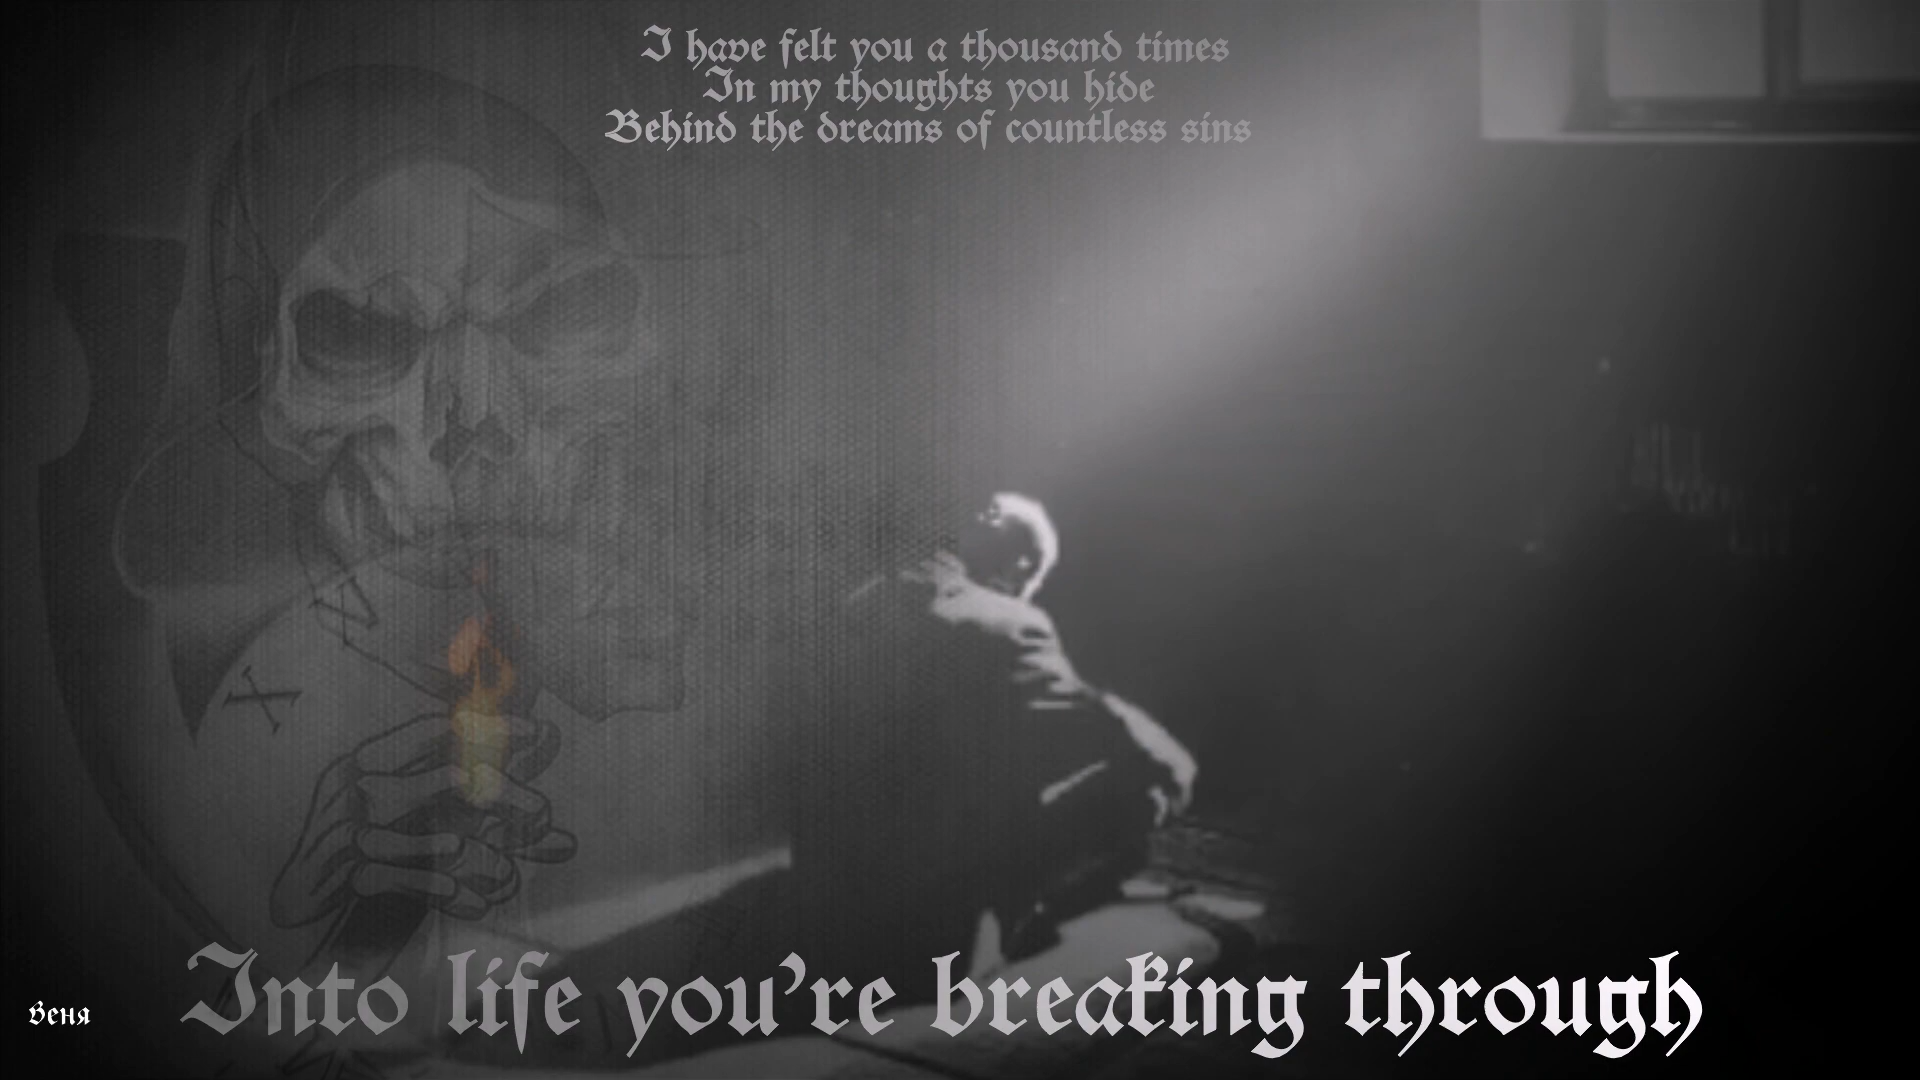 I have felt you a thousand times
In my thoughts you hide
Behind the dreams of countless sins
X
Into life you're breaking through
Веня